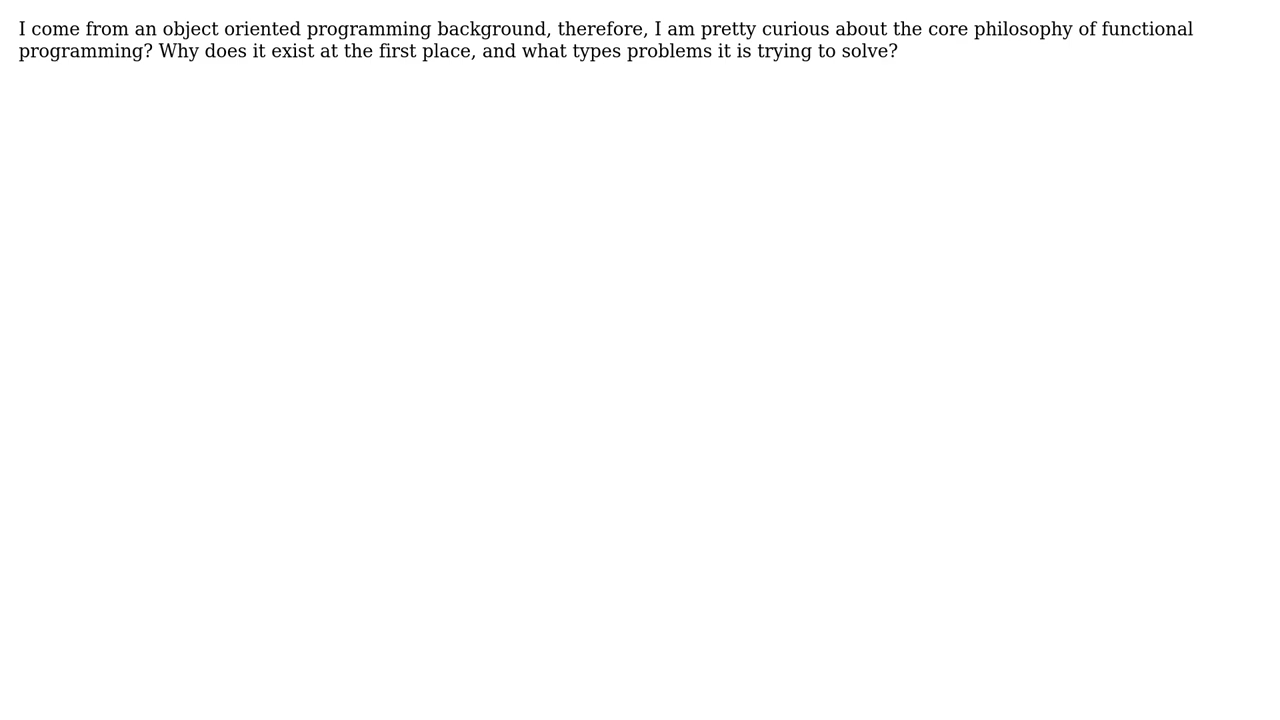 I come from an object oriented programming background, therefore, I am pretty curious about the core philosophy of functional
programming? Why does it exist at the first place, and what types problems it is trying to solve?